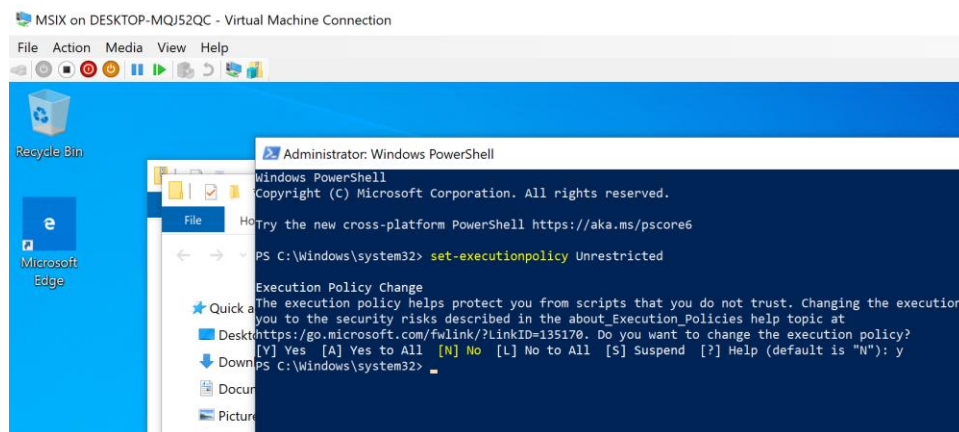 MSIX on DESKTOP-MQJ52QC - Virtual Machine Connection
File Action Media View Help
Recycle Bin
Administrator: Windows PowerShell
Windows PowerShell
Copyright (C) Microsoft Corporation. All rights reserved.
File
Ho
Try the new cross-platform PowerShell https://aka.ms/pscore6
Microsoft
Edge
PS C:\Windows\system32> set-executionpolicy Unrestricted
Execution Policy Change
The execution policy helps protect you from scripts that you do not trust. Changing the execution
you to the security risks described in the about_Execution_Policies help topic at
https:/go.microsoft.com/fwlink/?LinkID=135170. Do you want to change the execution policy?
[Y] Yes [A] Yes to All [N] No [L] No to All [S] Suspend [?] Help (default is "N"): y
PS C:\Windows\system32>
Quick a
Deskt
Down
Docur
Picture